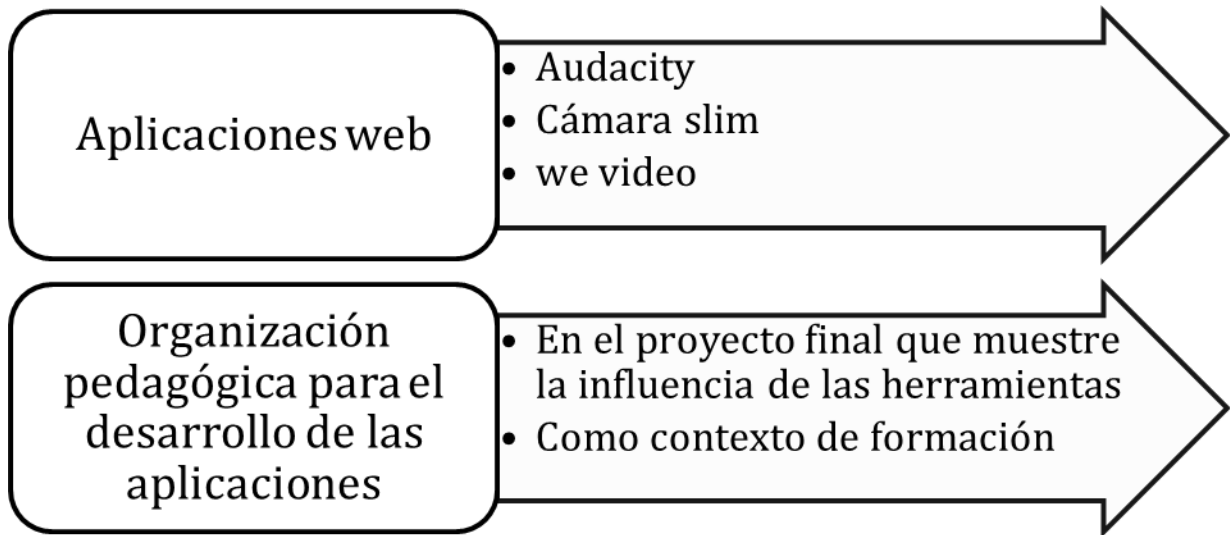 Aplicaciones web
• Audacity
• Cámara slim
• we video
Organización
pedagógica para el
desarrollo de las
aplicaciones
• En el proyecto final que muestre
la influencia de las herramientas
• Como contexto de formación